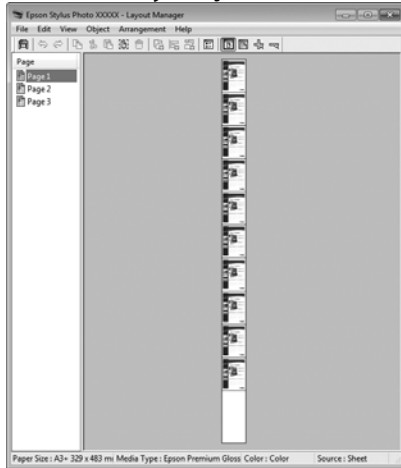 Epson Stylus Photo XXXXX - Layout Manager
File Edit View Object Arrangement Help
Page
Page 1
Page 2
Page 3
Paper Size : A3+ 329 x 483 mi Media Type : Epson Premium Gloss Color : Color Source : Sheet